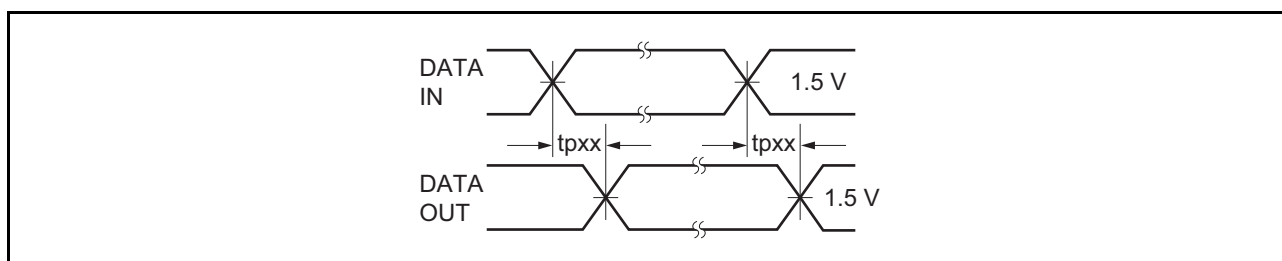 DATA
IN
1.5 V
tpxx
tpxx
DATA
OUT
1.5 V